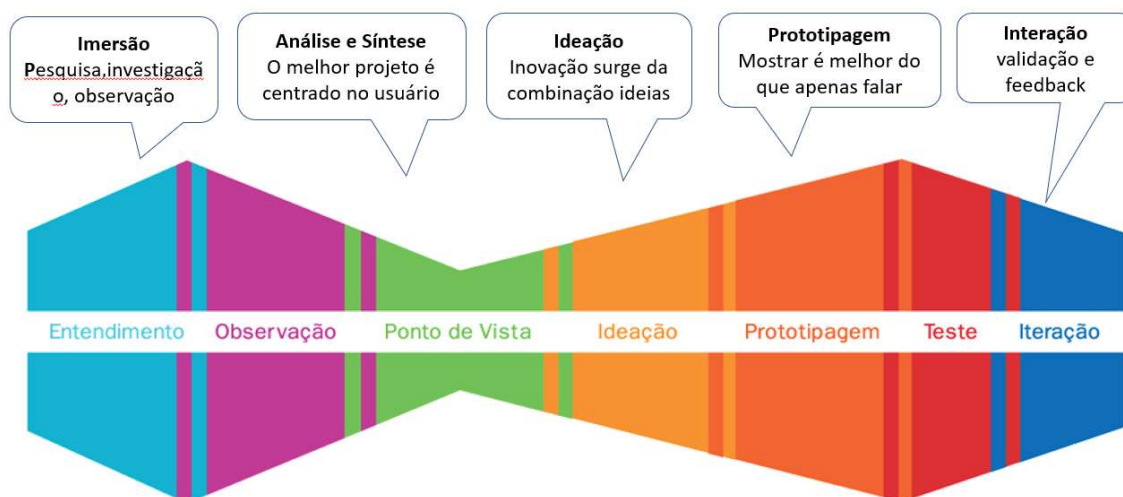 Imersão
Pesquisa,investigaçã
o, observação
Análise e Síntese
O melhor projeto é
centrado no usuário
Ideação
Inovação surge da
combinação ideias
Prototipagem
Mostrar é melhor do
que apenas falar
Interação
validação e
feedback
Entendimento Observação Ponto de Vista Ideação Prototipagem Teste Iteração